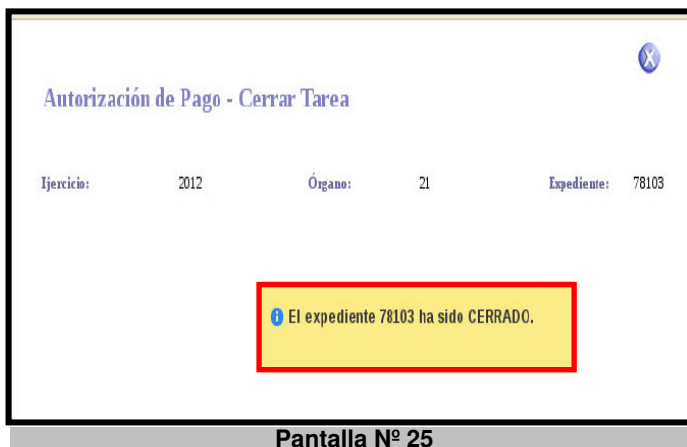 Autorización de Pago - Cerrar Tarea
Ejercicio: 2012 Órgano: 21 Expediente: 78103
El expediente 78103 ha sido CERRADO.
Pantalla Nº 25